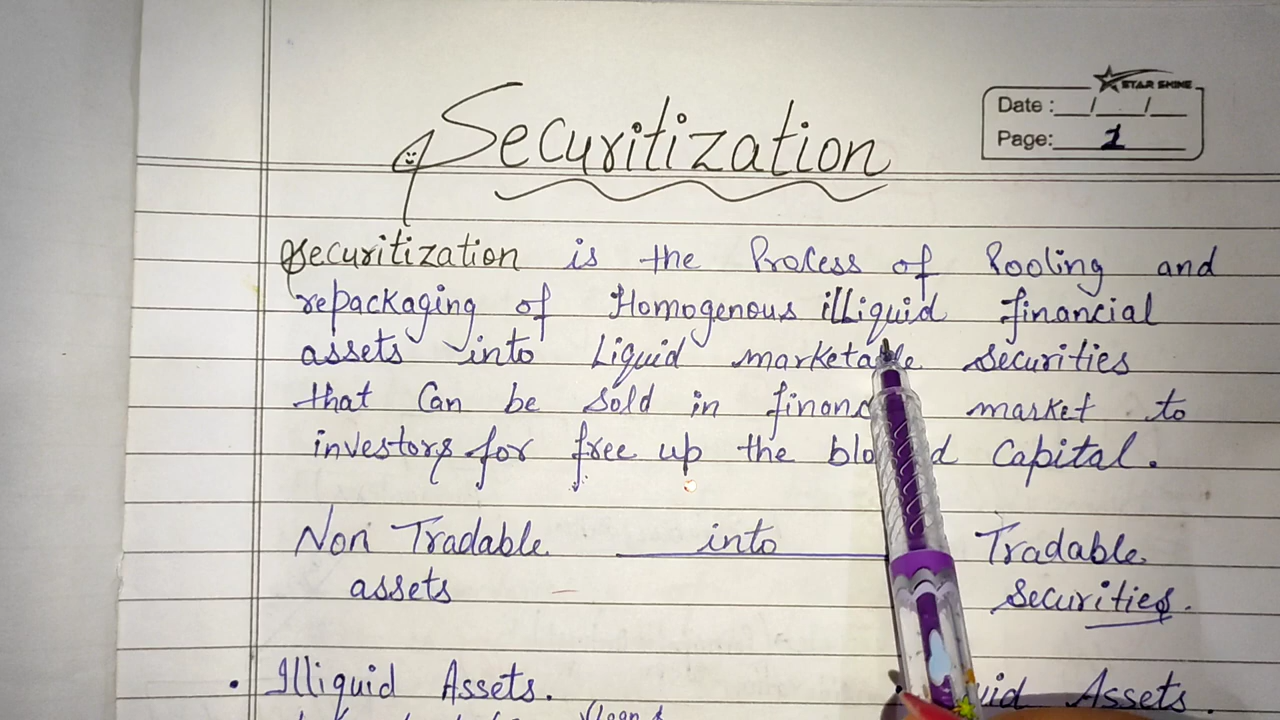 STAR SHINE
Date : / /
Page: 1
Securitization
Securitization is the Process of Pooling and
repackaging of Homogenous illiquid financial
assets into Liquid marketable securities
that Can be Sold in market to
investors for free up the Capital.
Non Tradable into Tradable
assets Securities.
• Illiquid Assets. Assets.